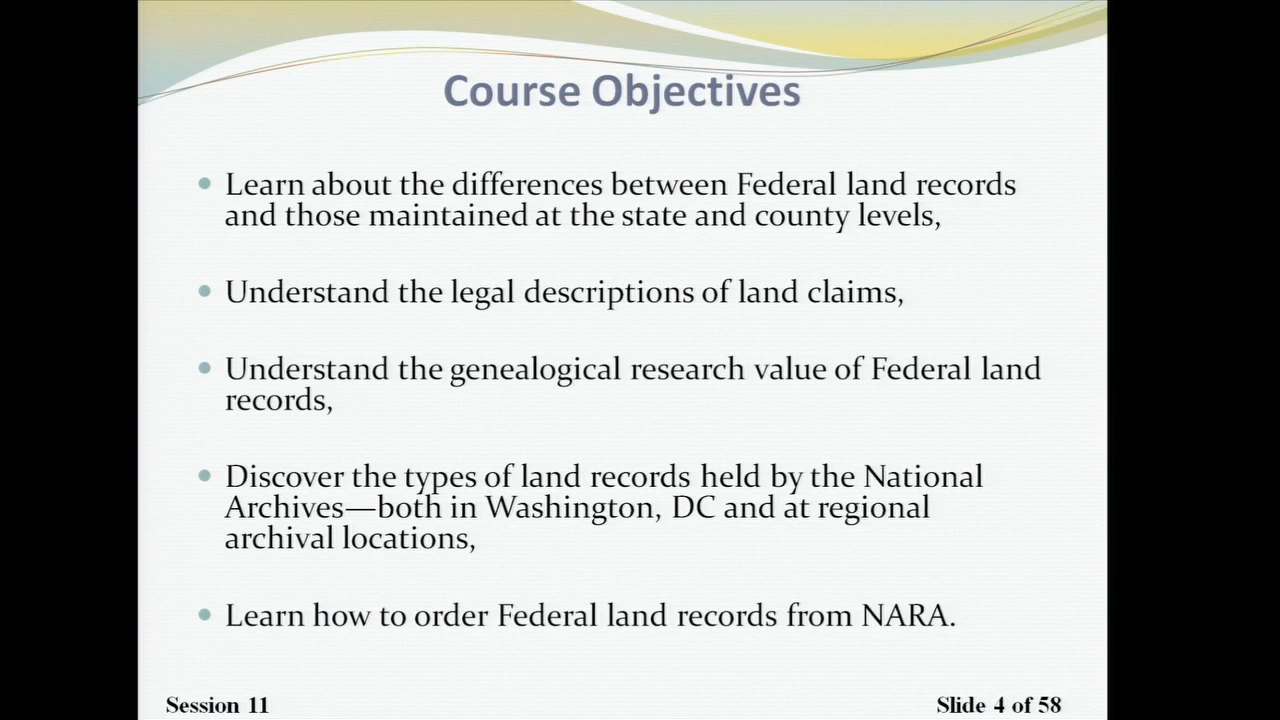 Course Objectives
• Learn about the differences between Federal land records
and those maintained at the state and county levels,
• Understand the legal descriptions of land claims,
• Understand the genealogical research value of Federal land
records,
• Discover the types of land records held by the National
Archives—both in Washington, DC and at regional
archival locations,
• Learn how to order Federal land records from NARA.
Session 11
Slide 4 of 58